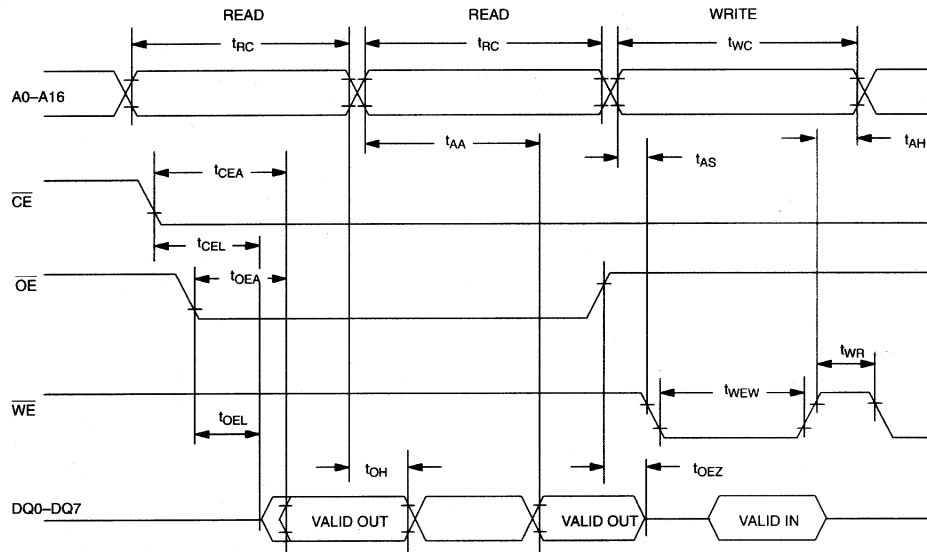 READ READ WRITE
tRC tRC tWC
A0–A16
tAA tAS tAH
tCEA
CE
tCEL
OE tOEA
tWR
WE tWEW
tOEL
tOH tOEZ
DQ0–DQ7 VALID OUT VALID OUT VALID IN